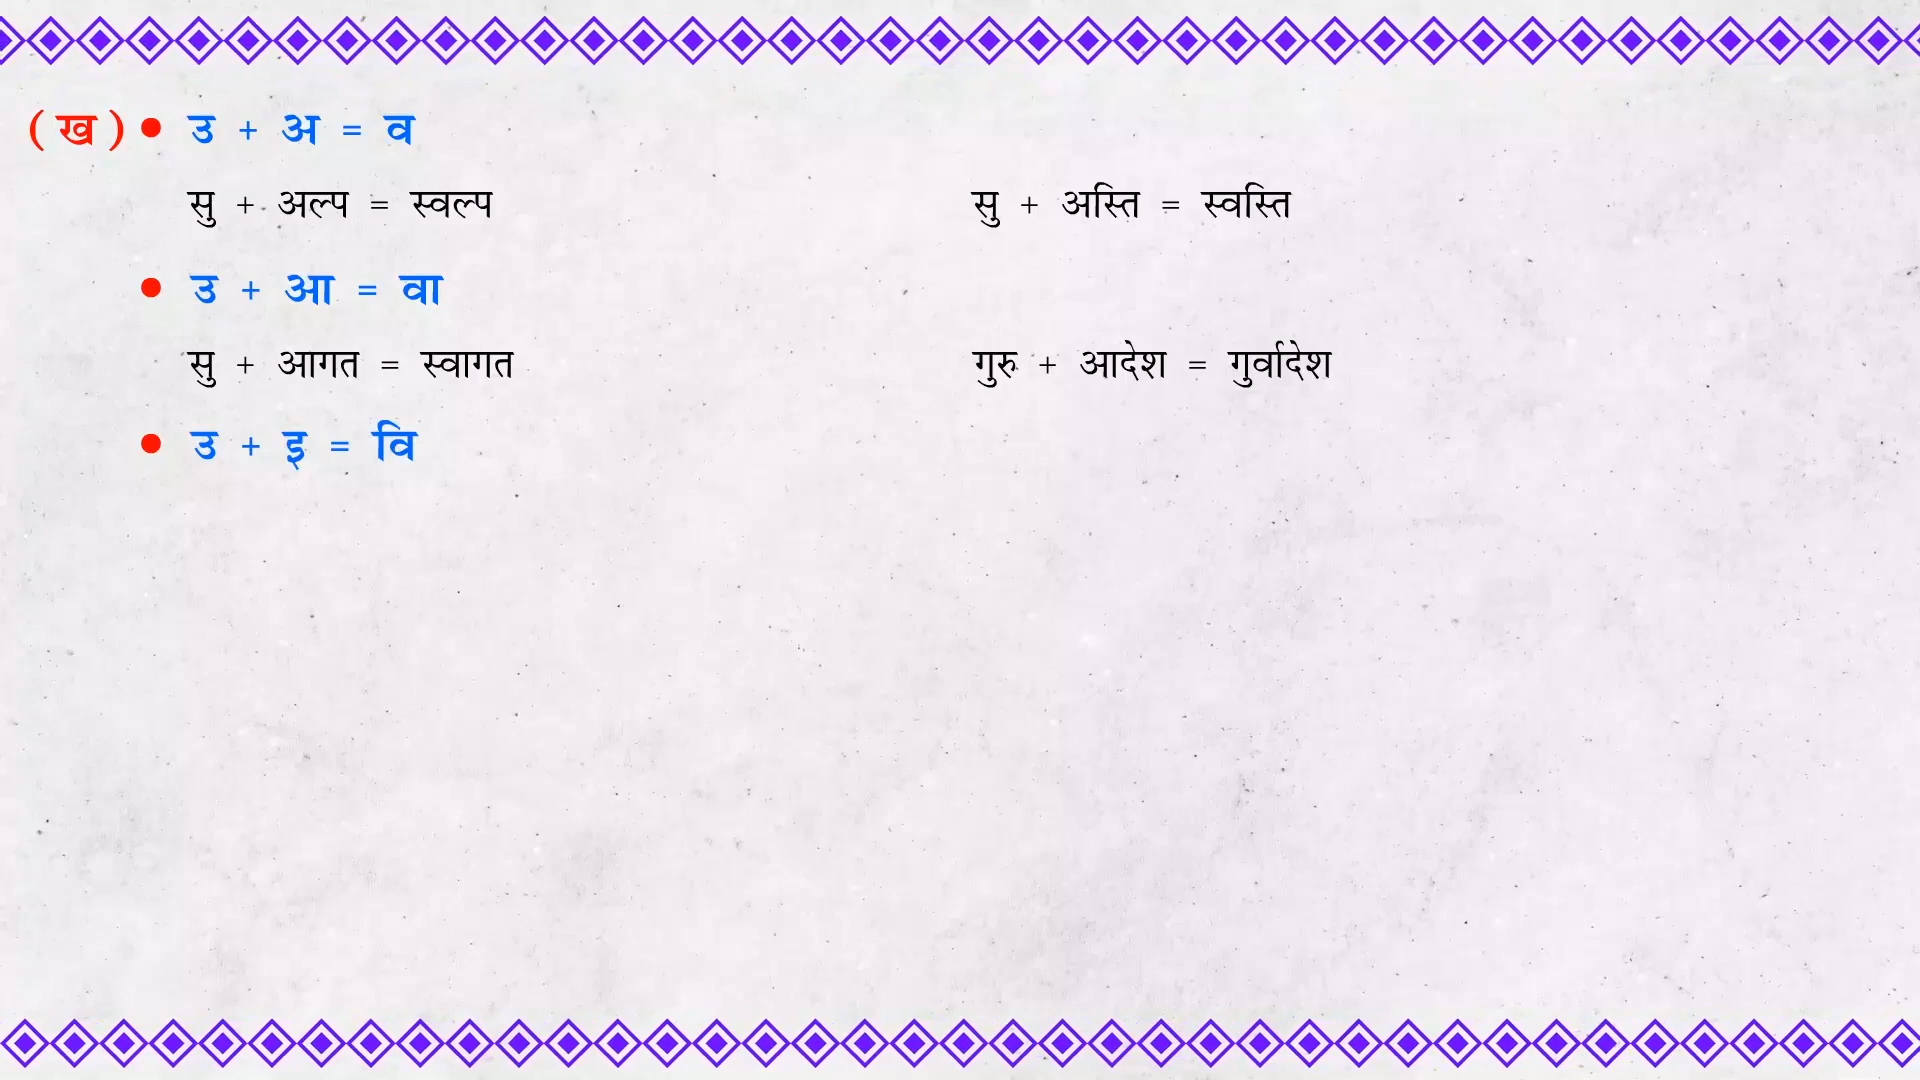 (ख) • उ + अ = व
सु + अल्प = स्वल्प सु + अस्ति = स्वस्ति
• उ + आ = वा
सु + आगत = स्वागत गुरु + आदेश = गुर्वादेश
• उ + इ = वि